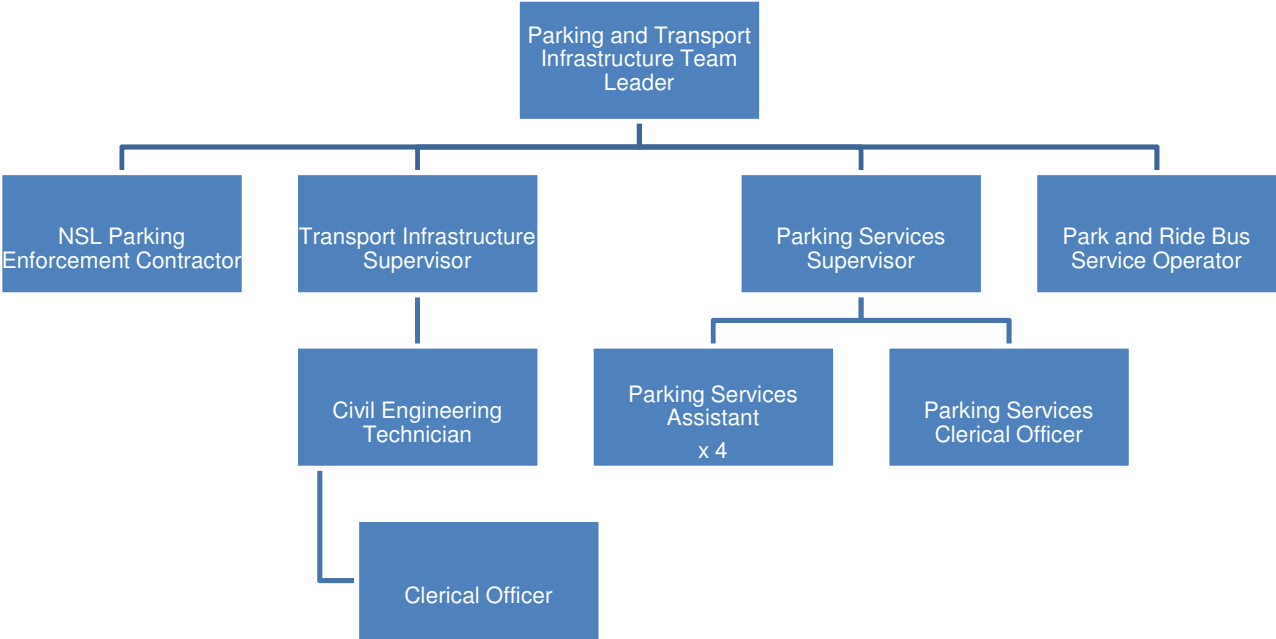 Parking and Transport
Infrastructure Team
Leader
NSL Parking
Enforcement Contractor
Transport Infrastructure
Supervisor
Parking Services
Supervisor
Park and Ride Bus
Service Operator
Civil Engineering
Technician
Parking Services
Assistant
x 4
Parking Services
Clerical Officer
Clerical Officer